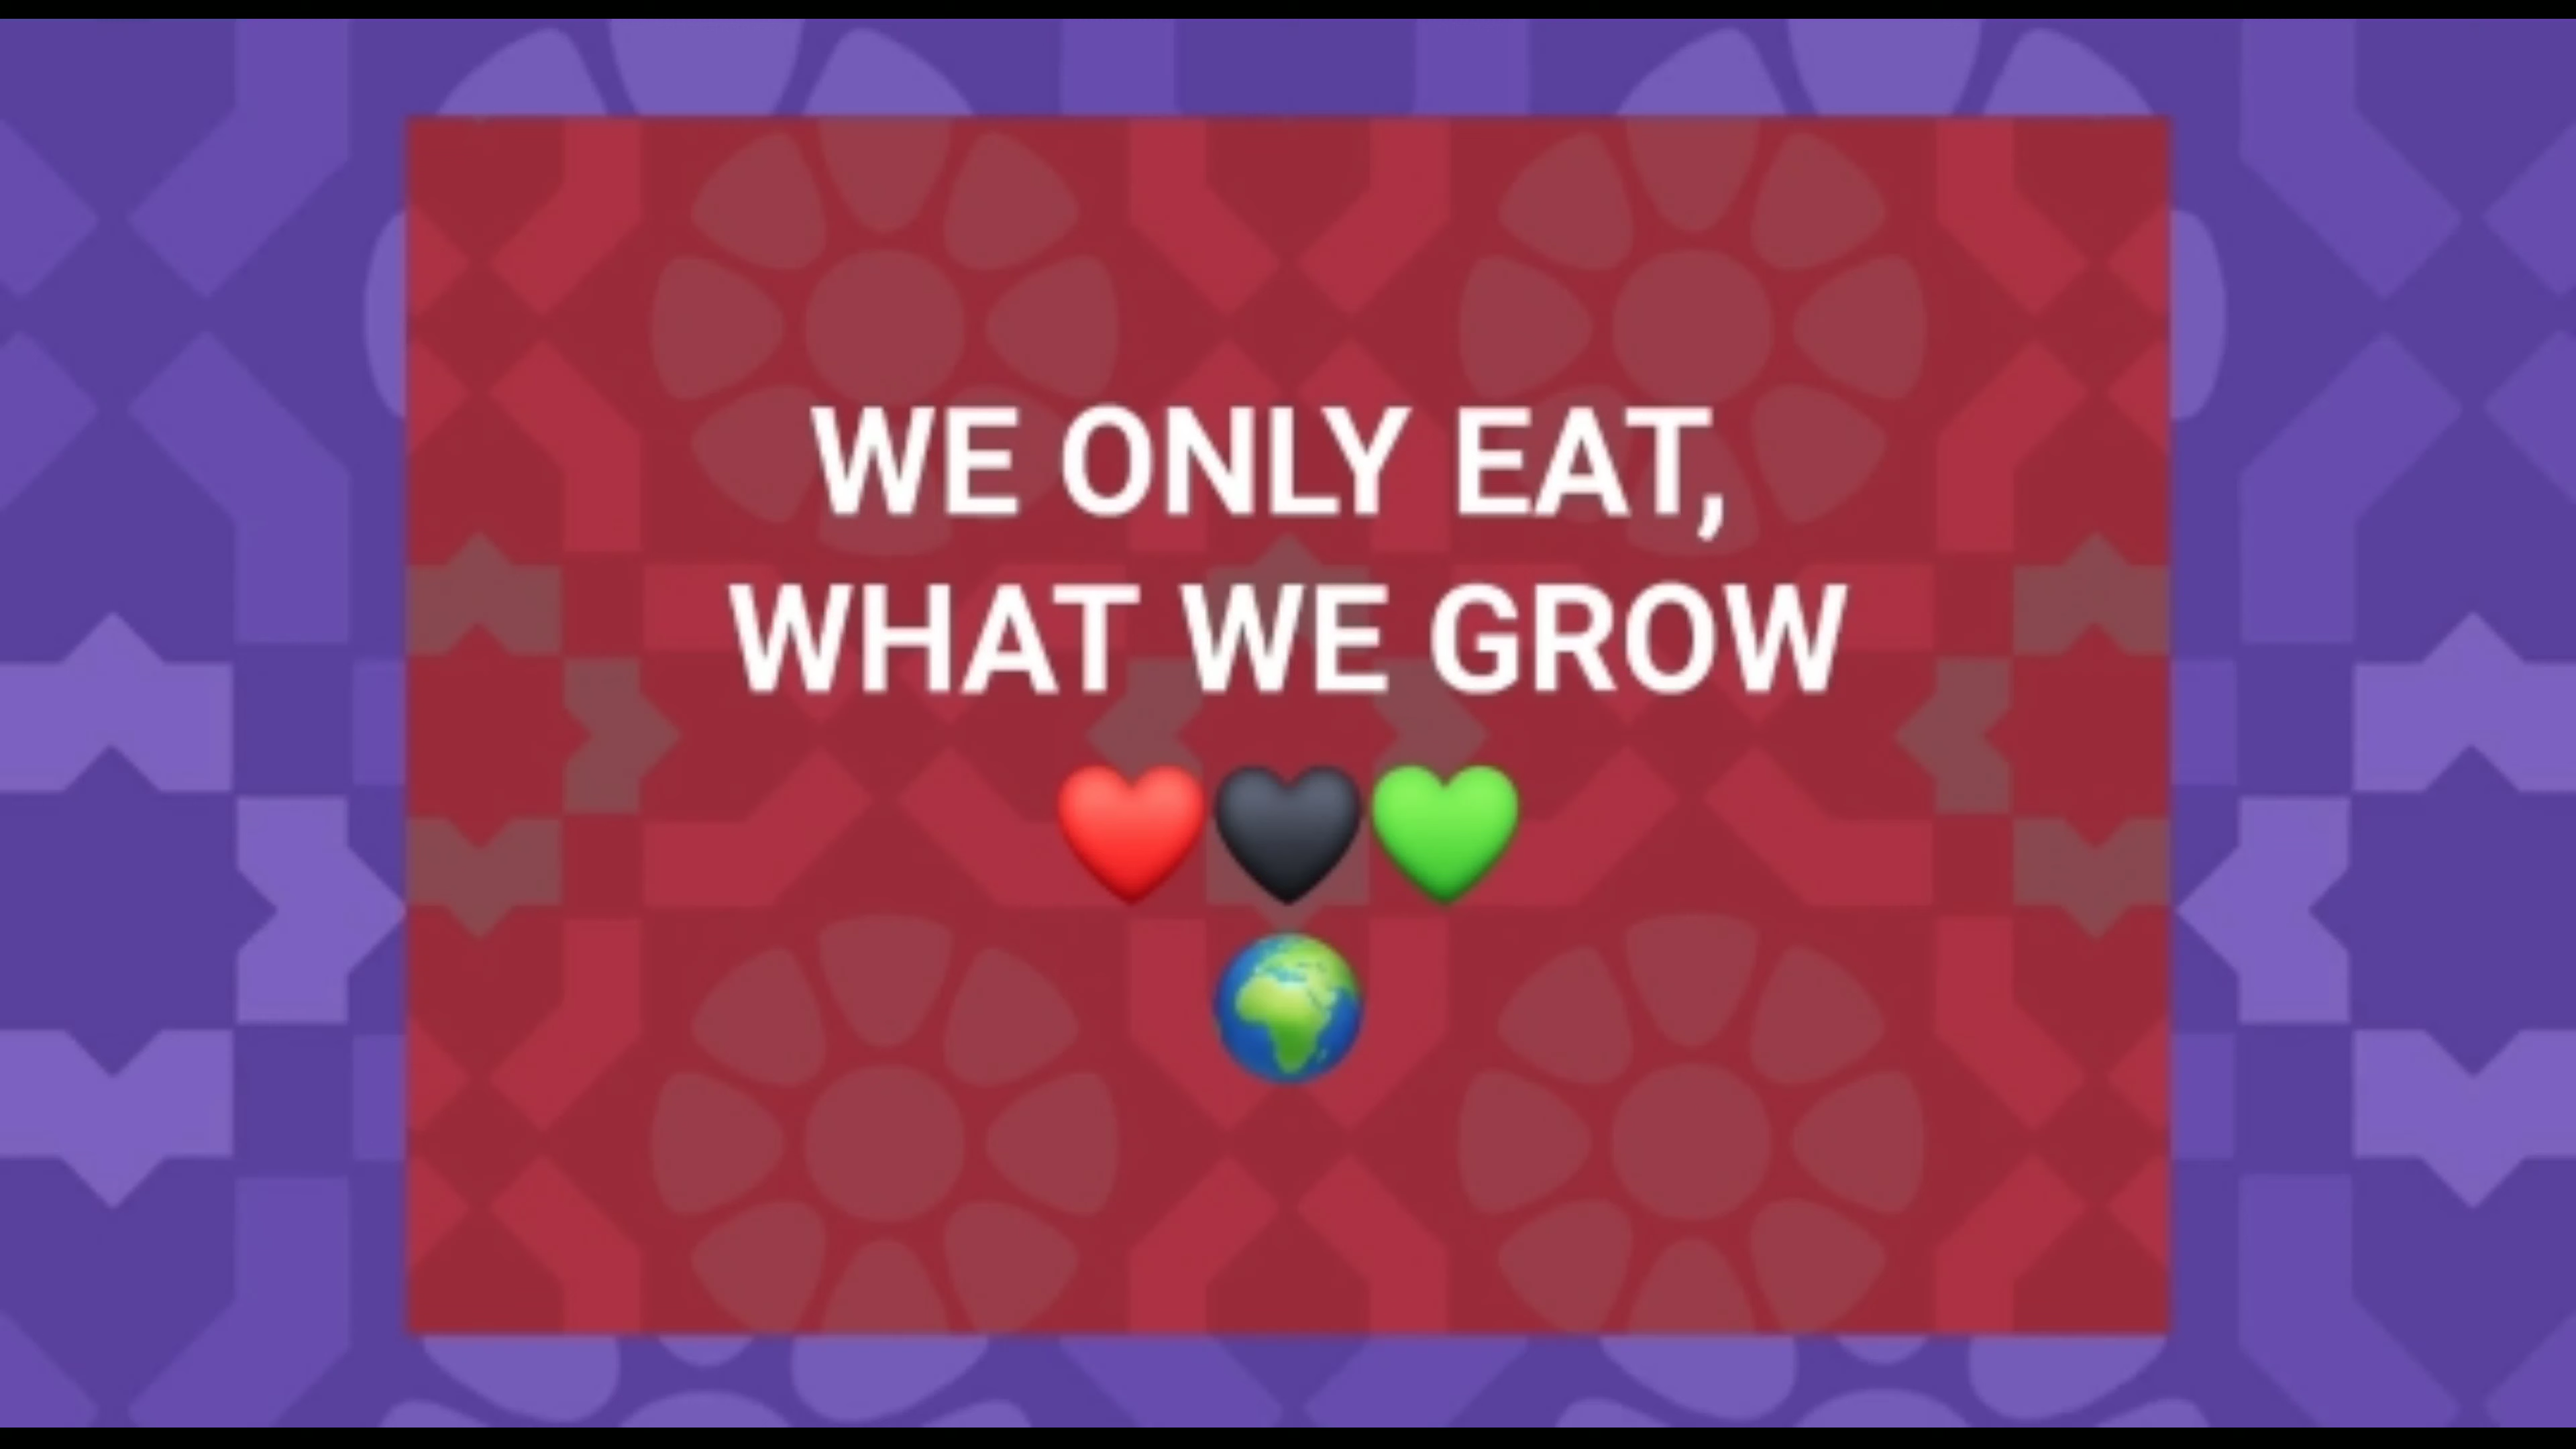 WE ONLY EAT,
WHAT WE GROW
❤️🖤💚
🌍